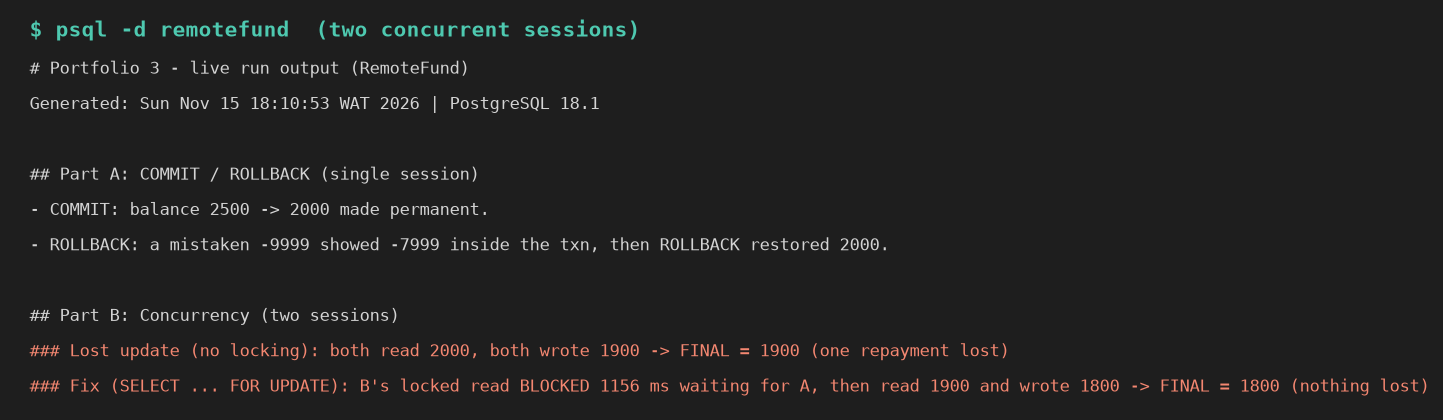 $ psql -d remotefund  (two concurrent sessions)
# Portfolio 3 - live run output (RemoteFund)
Generated: Sun Nov 15 18:10:53 WAT 2026 | PostgreSQL 18.1
## Part A: COMMIT / ROLLBACK (single session)
- COMMIT: balance 2500 -> 2000 made permanent.
- ROLLBACK: a mistaken -9999 showed -7999 inside the txn, then ROLLBACK restored 2000.
## Part B: Concurrency (two sessions)
### Lost update (no locking): both read 2000, both wrote 1900 -> FINAL = 1900 (one repayment lost)
### Fix (SELECT ... FOR UPDATE): B's locked read BLOCKED 1156 ms waiting for A, then read 1900 and wrote 1800 -> FINAL = 1800 (nothing lost)